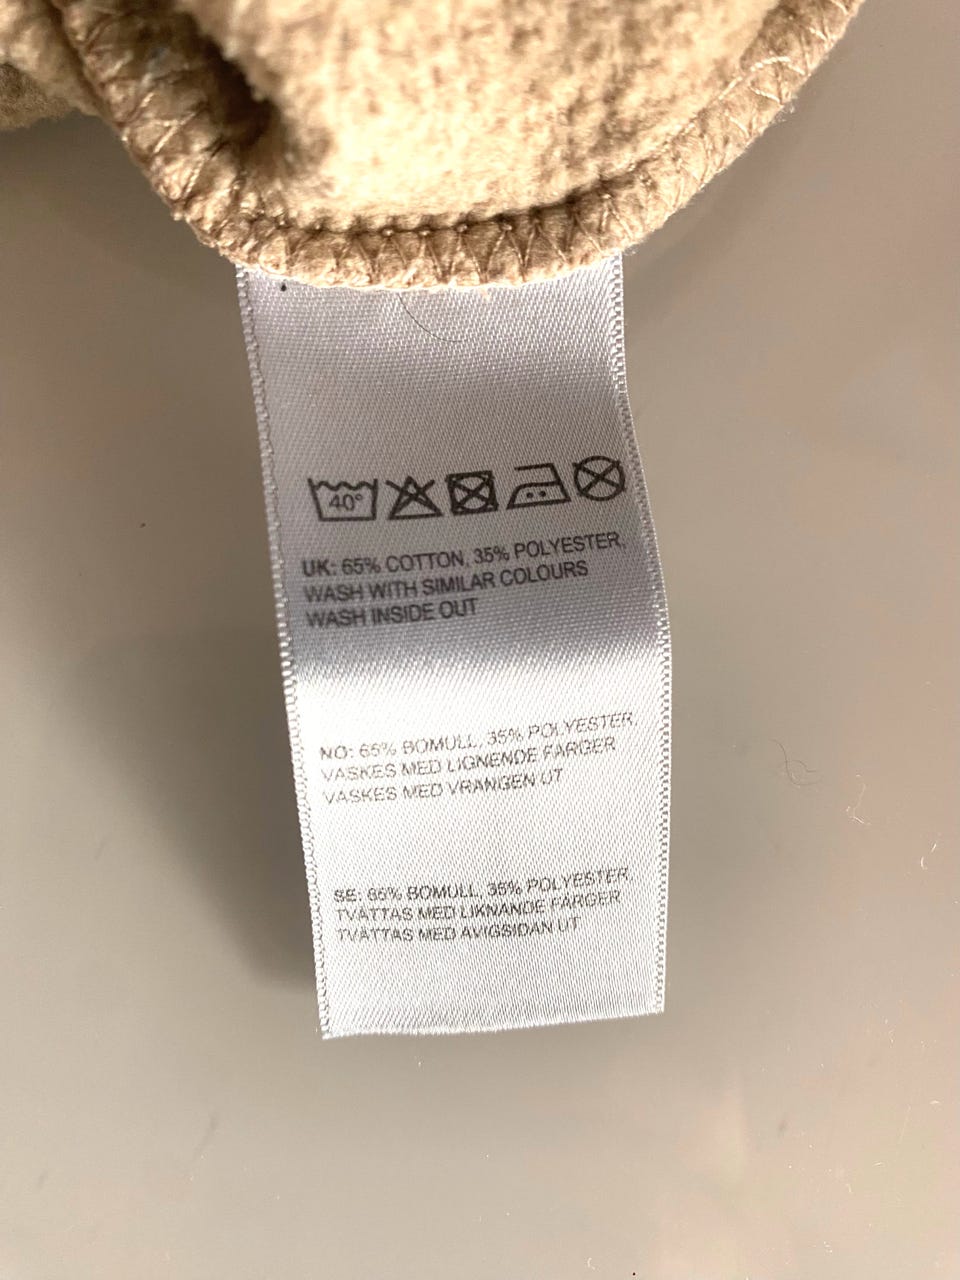 40°
UK: 65% COTTON, 35% POLYESTER,
WASH WITH SIMILAR COLOURS
WASH INSIDE OUT
NO: 65% BOMULL, 35% POLYESTER,
VASKES MED LIGNENDE FARGER
VASKES MED VRANGEN UT
SE: 65% BOMULL, 35% POLYESTER
TVÄTTAS MED LIKNANDE FÄRGER
TVÄTTAS MED AVIGSIDAN UT